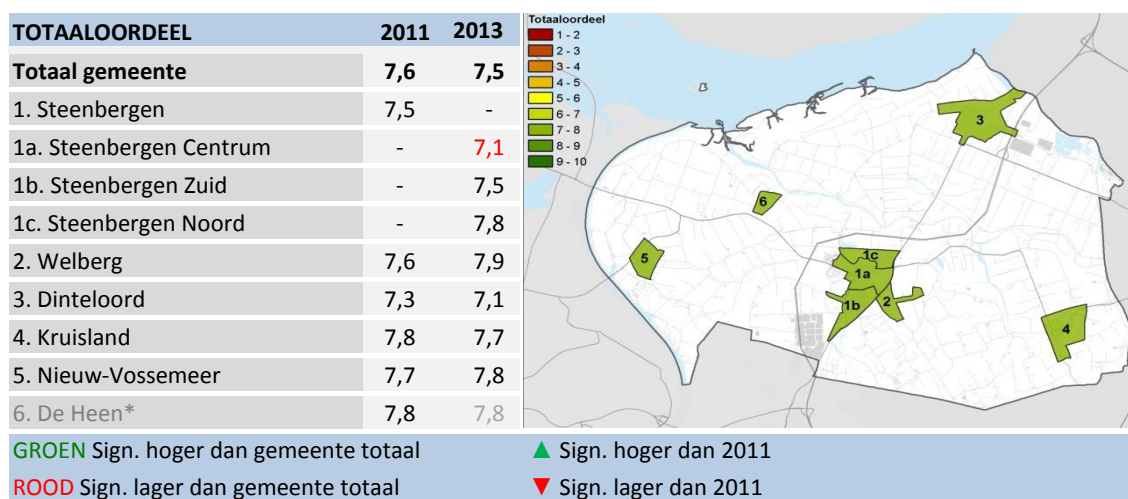 TOTAALOORDEEL 2011 2013
Totaal gemeente 7,6 7,5
1. Steenbergen 7,5 -
1a. Steenbergen Centrum - 7,1
1b. Steenbergen Zuid - 7,5
1c. Steenbergen Noord - 7,8
2. Welberg 7,6 7,9
3. Dinteloord 7,3 7,1
4. Kruisland 7,8 7,7
5. Nieuw-Vossemeer 7,7 7,8
6. De Heen* 7,8 7,8
Totaaloordeel
1 - 2
2 - 3
3 - 4
4 - 5
5 - 6
6 - 7
7 - 8
8 - 9
9 - 10
3
6
5
1c
1a
1b
2
4
GROEN Sign. hoger dan gemeente totaal ▲ Sign. hoger dan 2011
ROOD Sign. lager dan gemeente totaal ▼ Sign. lager dan 2011